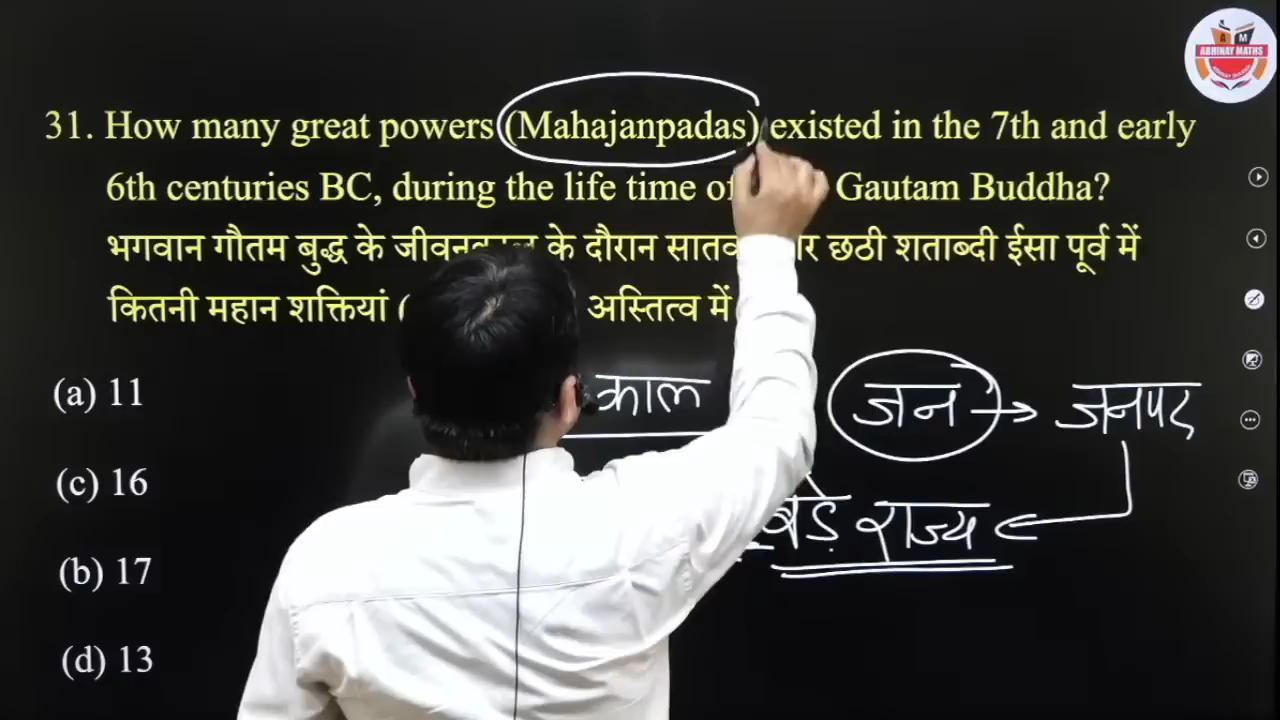 ABHINAY MATHS
31. How many great powers (Mahajanpadas) existed in the 7th and early
6th centuries BC, during the life time of Gautam Buddha?
भगवान गौतम बुद्ध के के दौरान छठी शताब्दी ईसा पूर्व में
कितनी महान शक्तियां ( अस्तित्व में
(a) 11
काल
जन → जनपद
(c) 16
बड़े राज्य
(b) 17
(d) 13